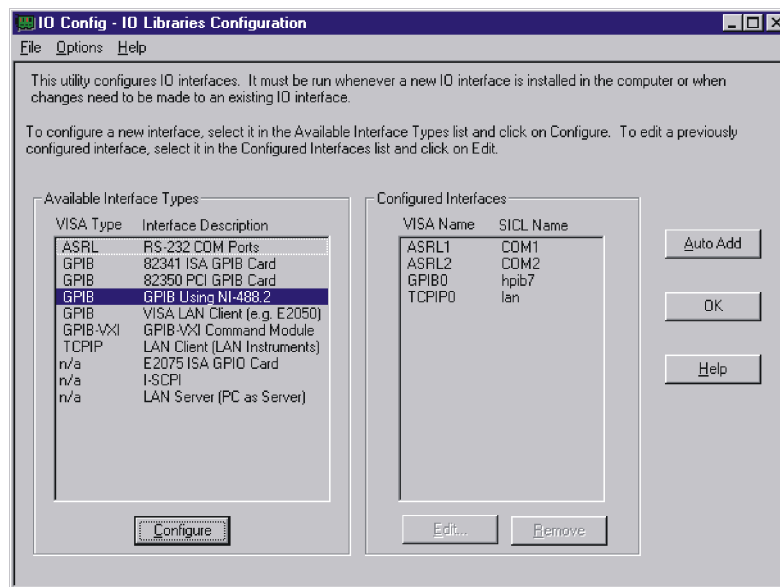 IO Config - IO Libraries Configuration
File Options Help
This utility configures IO interfaces. It must be run whenever a new IO interface is installed in the computer or when
changes need to be made to an existing IO interface.
To configure a new interface, select it in the Available Interface Types list and click on Configure. To edit a previously
configured interface, select it in the Configured Interfaces list and click on Edit.
Available Interface Types
VISA Type Interface Description
ASRL RS-232 COM Ports
GPIB 82341 ISA GPIB Card
GPIB 82350 PCI GPIB Card
GPIB GPIB Using NI-488.2
GPIB VISA LAN Client (e.g. E2050)
GPIB-VXI GPIB-VXI Command Module
TCPIP LAN Client (LAN Instruments)
n/a E2075 ISA GPIO Card
n/a I-SCPI
n/a LAN Server (PC as Server)
Configure
Configured Interfaces
VISA Name SICL Name
ASRL1 COM1
ASRL2 COM2
GPIB0 hpib7
TCPIP0 lan
Edit... Remove
Auto Add
OK
Help